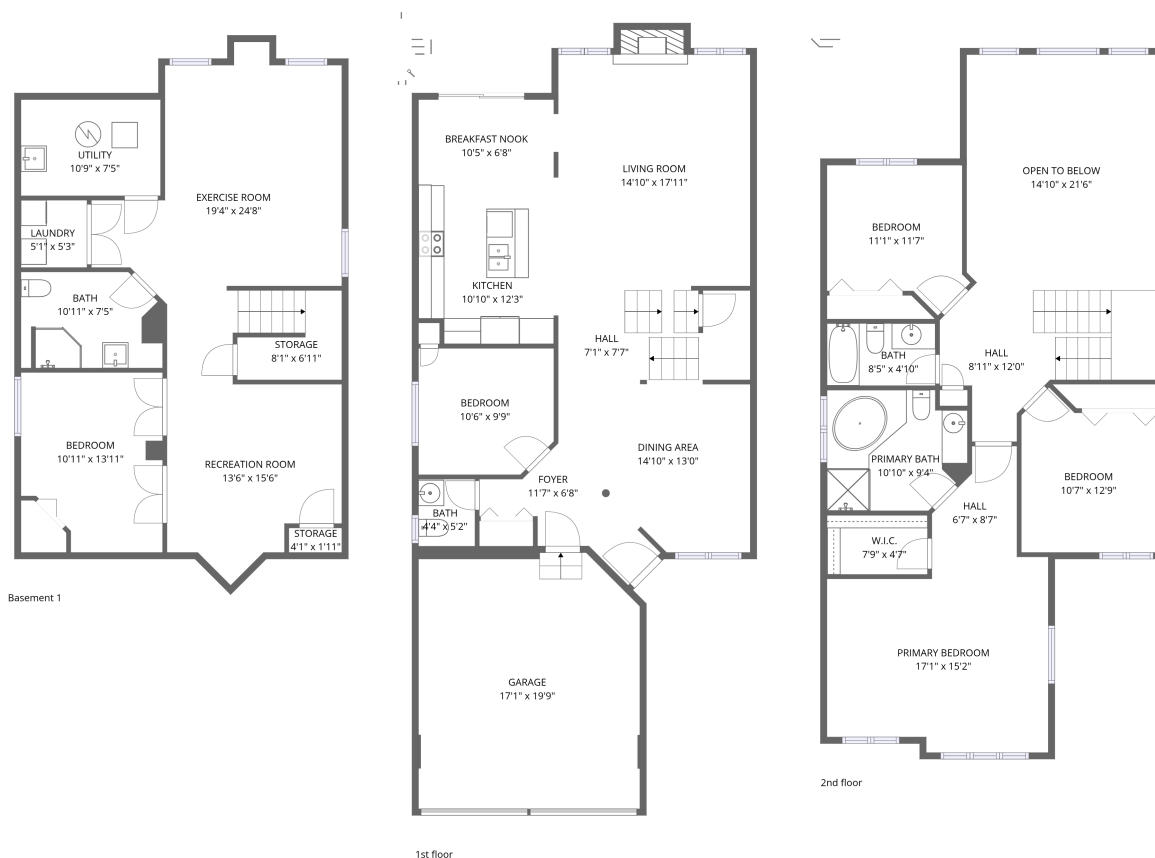 UTILITY
10'9" x 7'5"
EXERCISE ROOM
19'4" x 24'8"
LAUNDRY
5'1" x 5'3"
BATH
10'11" x 7'5"
STORAGE
8'1" x 6'11"
BEDROOM
10'11" x 13'11"
RECREATION ROOM
13'6" x 15'6"
STORAGE
4'1" x 1'11"
Basement 1
BREAKFAST NOOK
10'5" x 6'8"
LIVING ROOM
14'10" x 17'11"
KITCHEN
10'10" x 12'3"
HALL
7'1" x 7'7"
BEDROOM
10'6" x 9'9"
DINING AREA
14'10" x 13'0"
FOYER
11'7" x 6'8"
BATH
4'4" x 5'2"
GARAGE
17'1" x 19'9"
1st floor
OPEN TO BELOW
14'10" x 21'6"
BEDROOM
11'1" x 11'7"
BATH
8'5" x 4'10"
HALL
8'11" x 12'0"
PRIMARY BATH
10'10" x 9'4"
BEDROOM
10'7" x 12'9"
HALL
6'7" x 8'7"
W.I.C.
7'9" x 4'7"
PRIMARY BEDROOM
17'1" x 15'2"
2nd floor